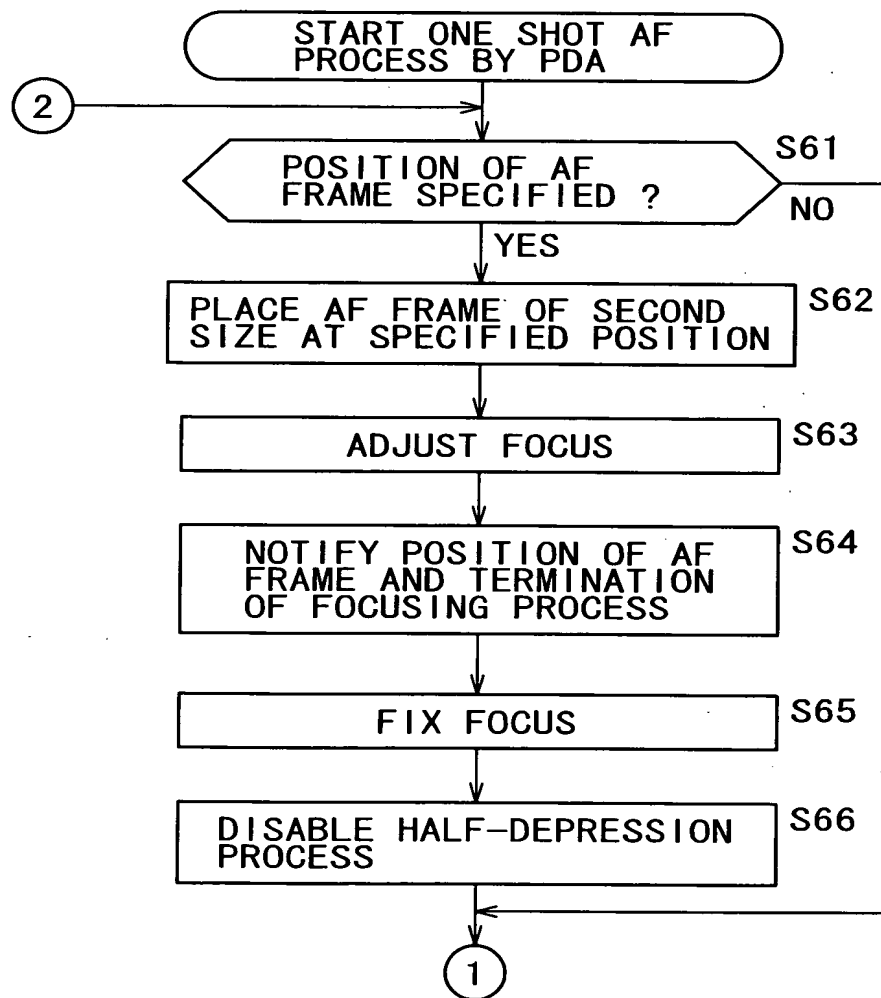 START ONE SHOT AF
PROCESS BY PDA
2
S61
POSITION OF AF
FRAME SPECIFIED ?
NO
YES
S62
PLACE AF FRAME OF SECOND
SIZE AT SPECIFIED POSITION
S63
ADJUST FOCUS
S64
NOTIFY POSITION OF AF
FRAME AND TERMINATION
OF FOCUSING PROCESS
S65
FIX FOCUS
S66
DISABLE HALF-DEPRESSION
PROCESS
1